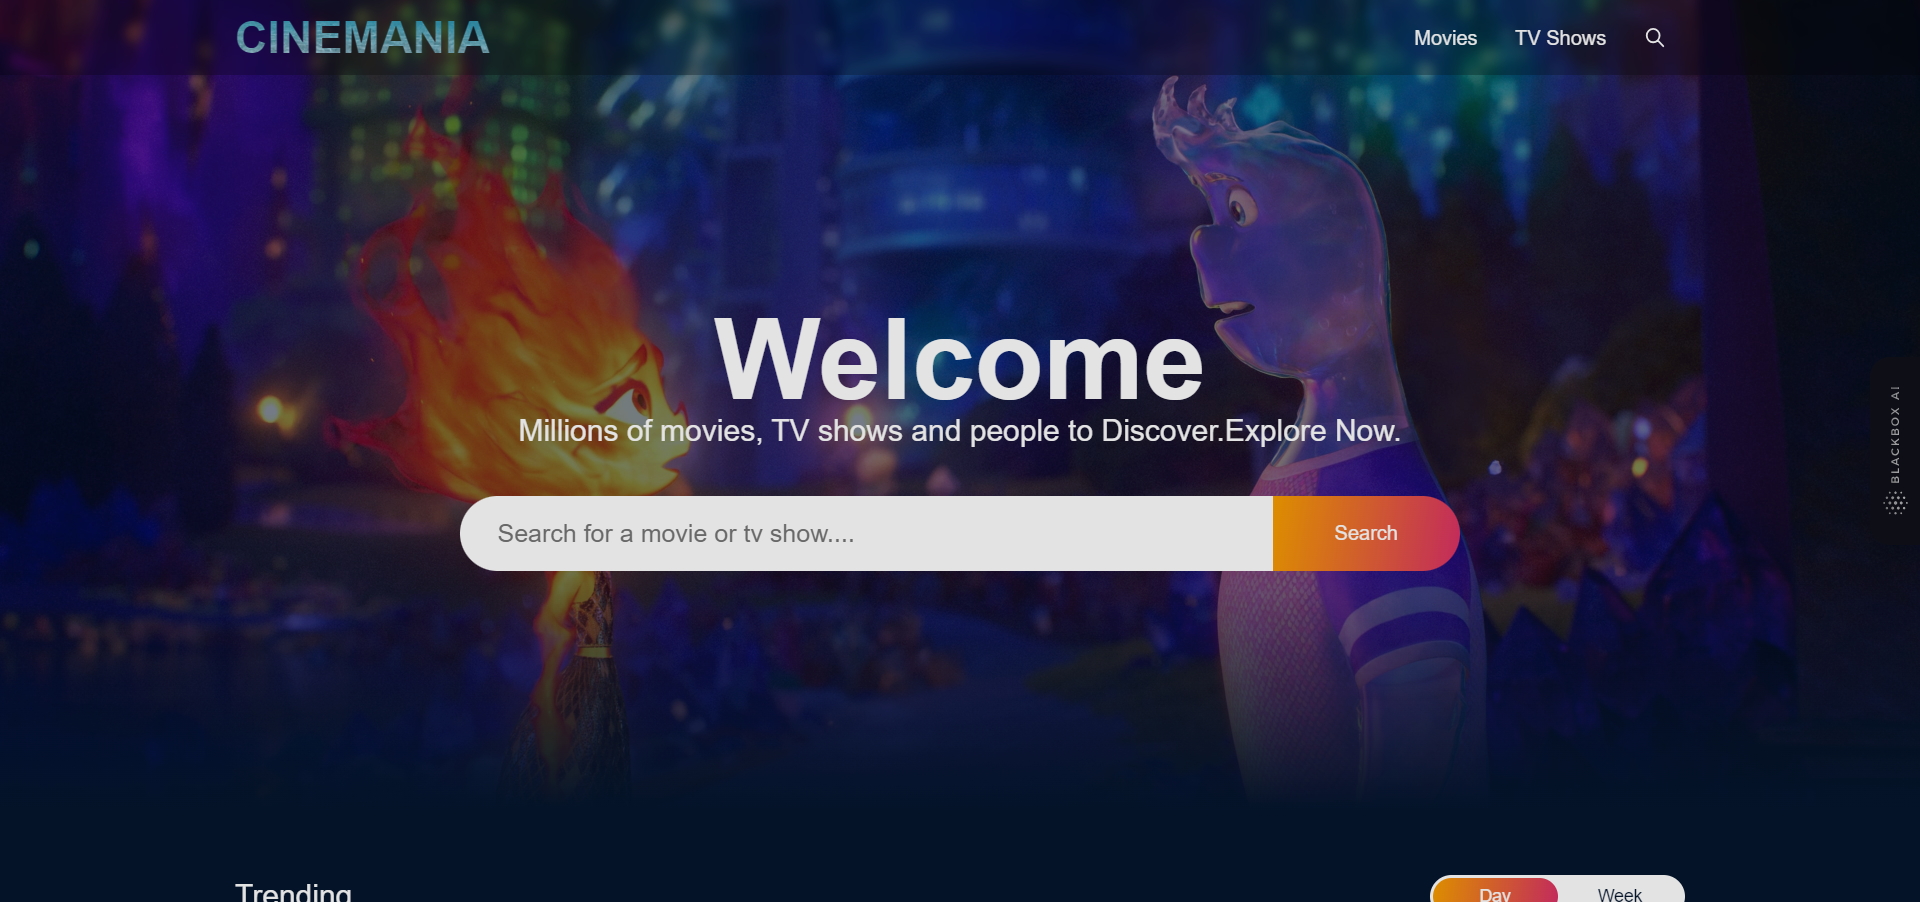 CINEMANIA
Movies
TV Shows
Welcome
Millions of movies, TV shows and people to Discover.Explore Now.
Search for a movie or tv show....
Search
BLACKBOX AI
Trending
Day
Week